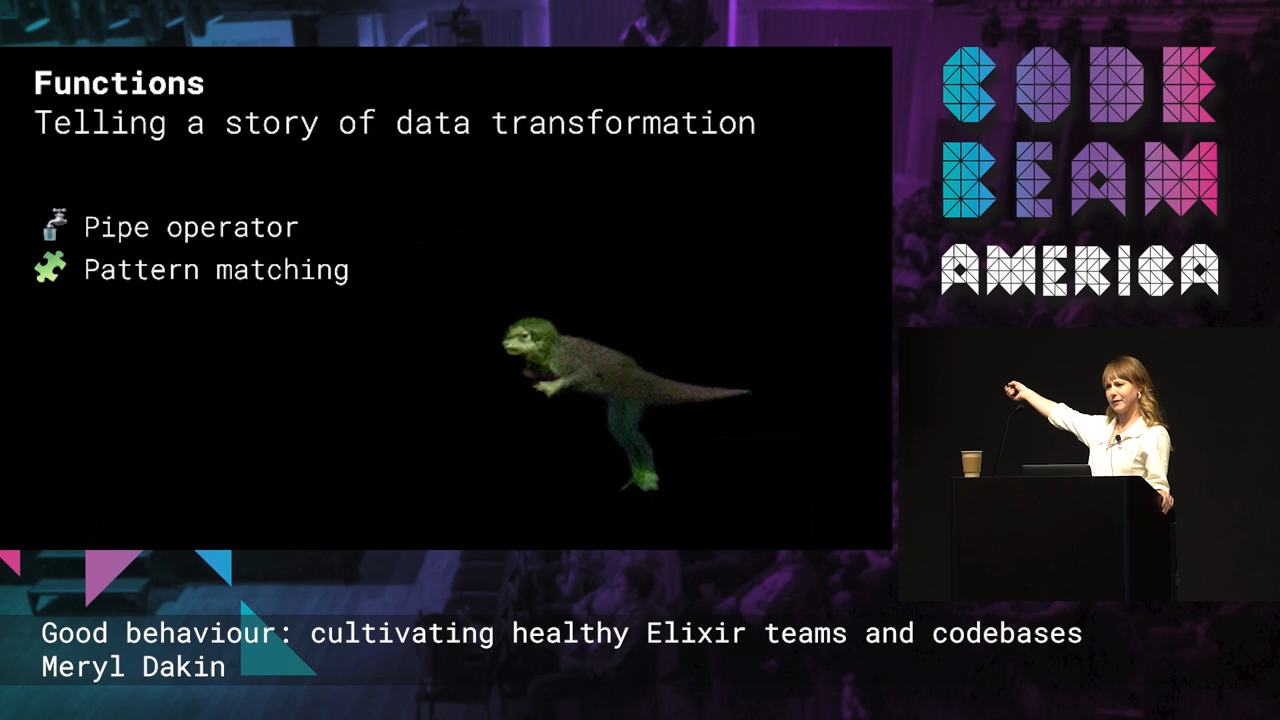 Functions
Telling a story of data transformation
Pipe operator
Pattern matching
CODE
BEAM
AMERICA
Good behaviour: cultivating healthy Elixir teams and codebases
Meryl Dakin